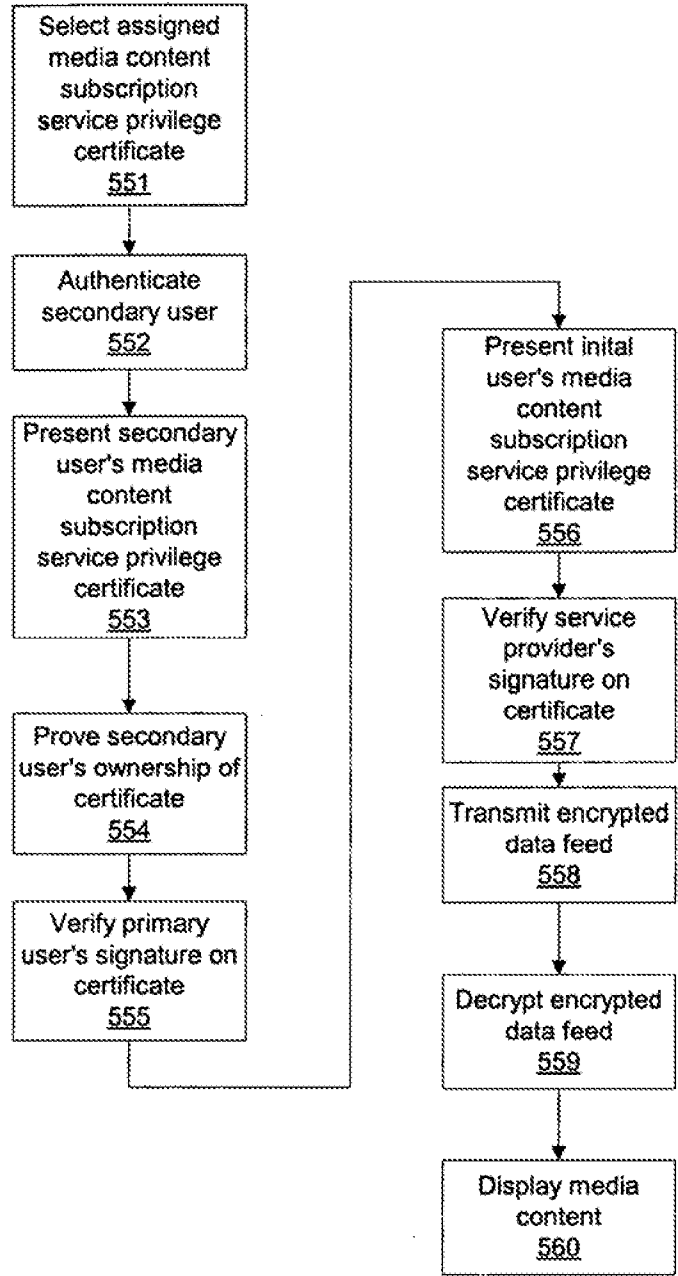 Select assigned
media content
subscription
service privilege
certificate
551
Authenticate
secondary user
552
Present secondary
user's media
content
subscription
service privilege
certificate
553
Prove secondary
user's ownership of
certificate
554
Verify primary
user's signature on
certificate
555
Present inital
user's media
content
subscription
service privilege
certificate
556
Verify service
provider's
signature on
certificate
557
Transmit encrypted
data feed
558
Decrypt encrypted
data feed
559
Display media
content
560